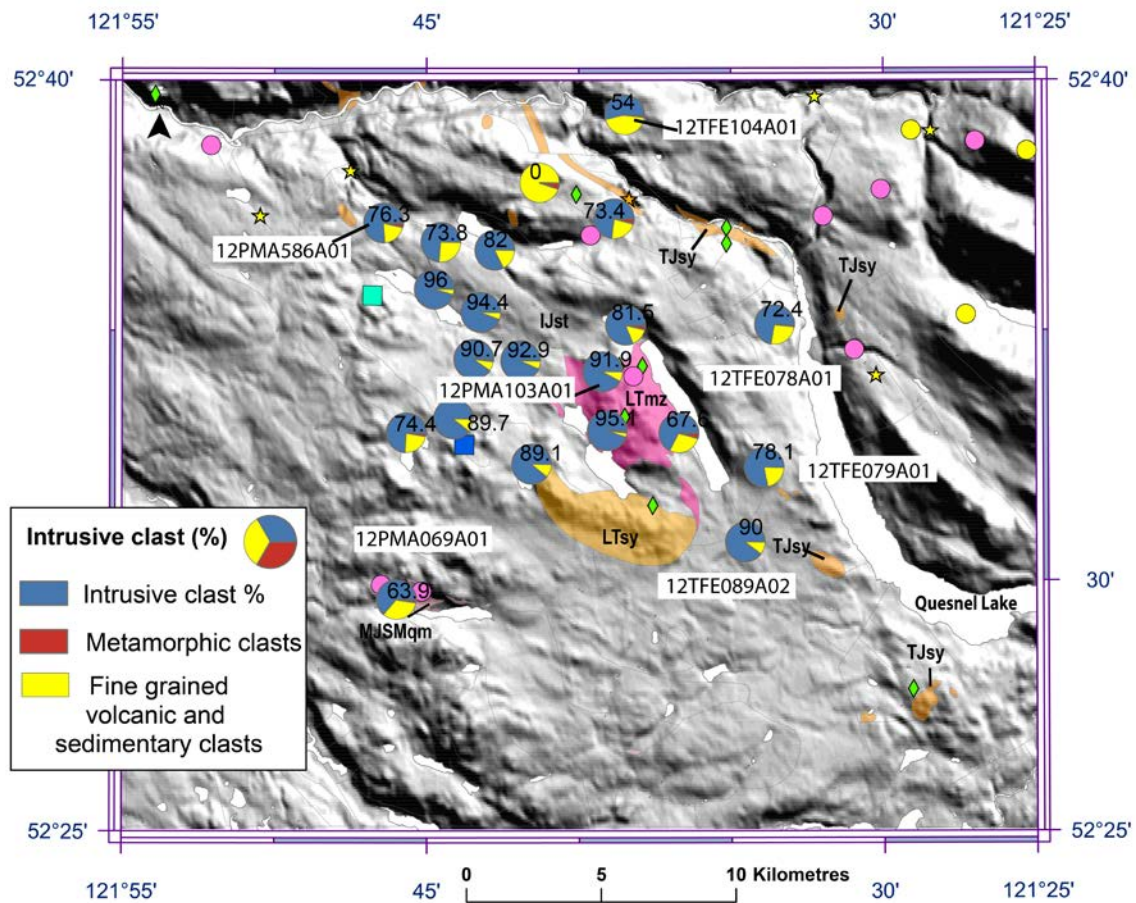 121°55'
45'
30'
121°25'
52°40'
52°40'
54
12TFE104A01
0
76.3
73.8
82
73.4
12PMA586A01
TJsy
TJsy
96
94.4
lJst
81.5
72.4
90.7
92.9
91.9
12TFE078A01
12PMA103A01
LTmz
74.4
89.7
95.1
67.6
89.1
78.1
12TFE079A01
Intrusive clast (%)
12PMA069A01
LTsy
90
TJsy
12TFE089A02
30'
Intrusive clast %
63.9
Quesnel Lake
Metamorphic clasts
MJSMqm
TJsy
Fine grained
volcanic and
sedimentary clasts
52°25'
52°25'
121°55'
45'
30'
121°25'
0
5
10 Kilometres